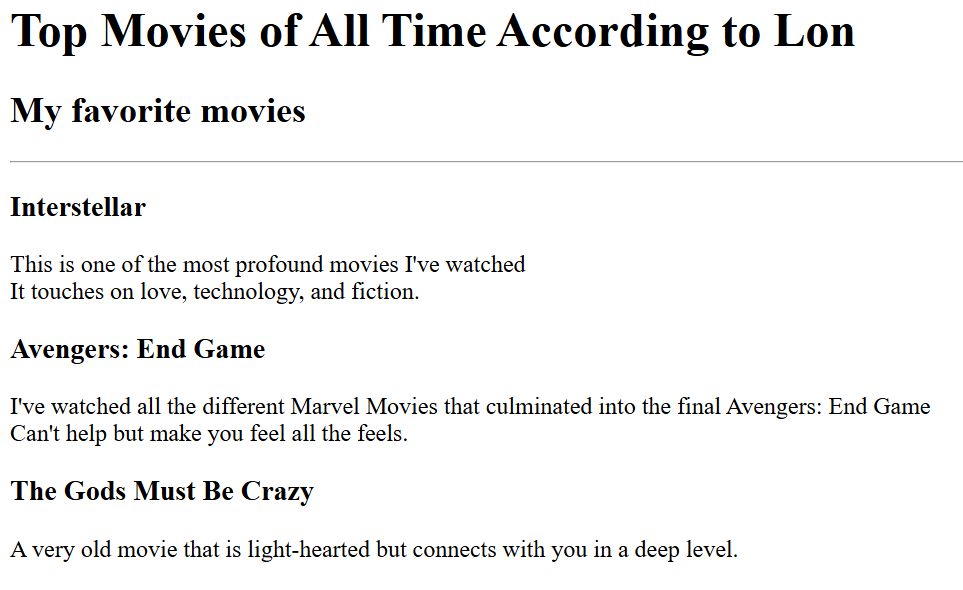 Top Movies of All Time According to Lon
My favorite movies
Interstellar
This is one of the most profound movies I've watched
It touches on love, technology, and fiction.
Avengers: End Game
I've watched all the different Marvel Movies that culminated into the final Avengers: End Game
Can't help but make you feel all the feels.
The Gods Must Be Crazy
A very old movie that is light-hearted but connects with you in a deep level.